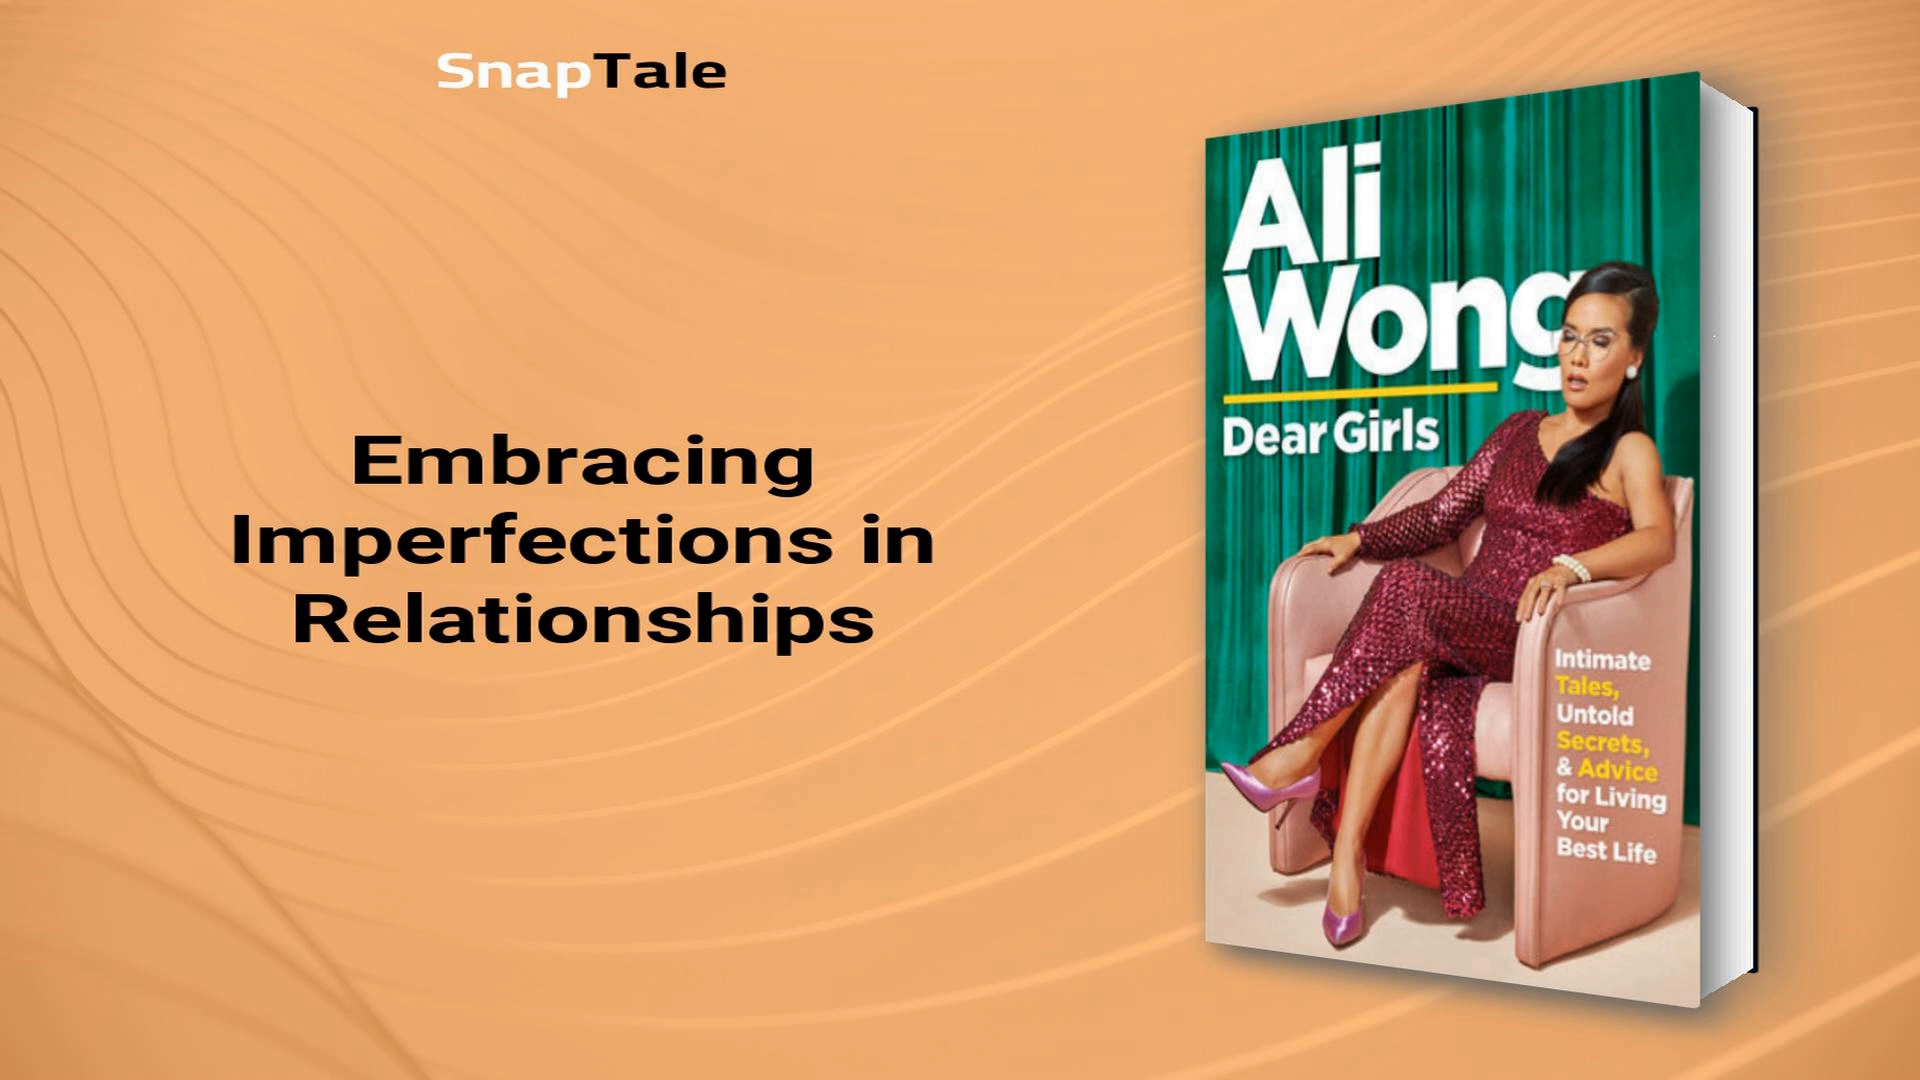 SnapTale
Embracing
Imperfections in
Relationships
Ali
Wong
Dear Girls
Intimate
Tales,
Untold
Secrets,
& Advice
for Living
Your
Best Life